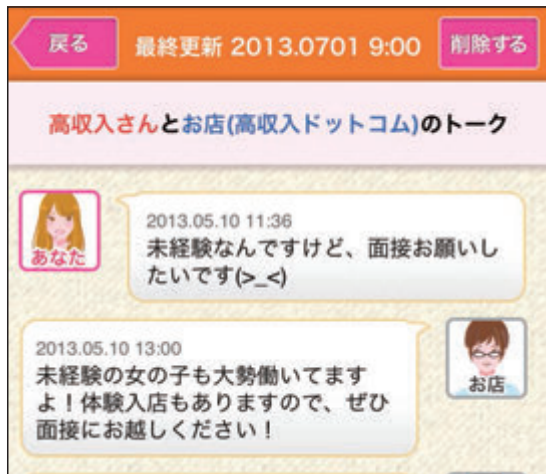 戻る
最終更新 2013.0701 9:00
削除する
高収入さんとお店(高収入ドットコム)のトーク
あなた
2013.05.10 11:36
未経験なんですけど、面接お願いし
たいです(>_<)
2013.05.10 13:00
未経験の女の子も大勢働いてます
よ！体験入店もありますので、ぜひ
面接にお越しください！
お店